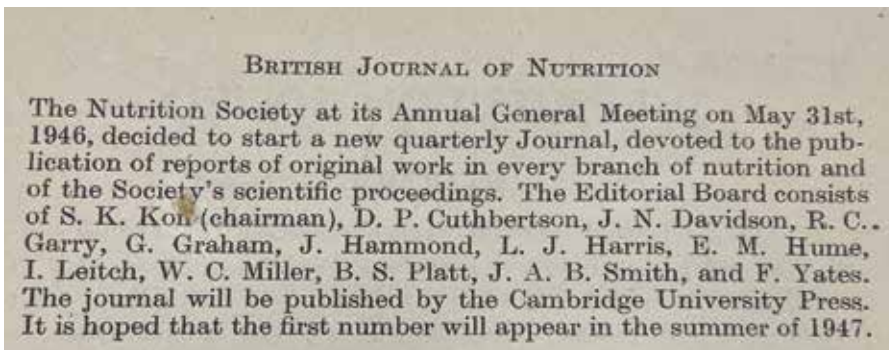 BRITISH JOURNAL OF NUTRITION
The Nutrition Society at its Annual General Meeting on May 31st,
1946, decided to start a new quarterly Journal, devoted to the pub-
lication of reports of original work in every branch of nutrition and
of the Society's scientific proceedings. The Editorial Board consists
of S. K. Kon (chairman), D. P. Cuthbertson, J. N. Davidson, R. C..
Garry, G. Graham, J. Hammond, L. J. Harris, E. M. Hume,
I. Leitch, W. C. Miller, B. S. Platt, J. A. B. Smith, and F. Yates.
The journal will be published by the Cambridge University Press.
It is hoped that the first number will appear in the summer of 1947.